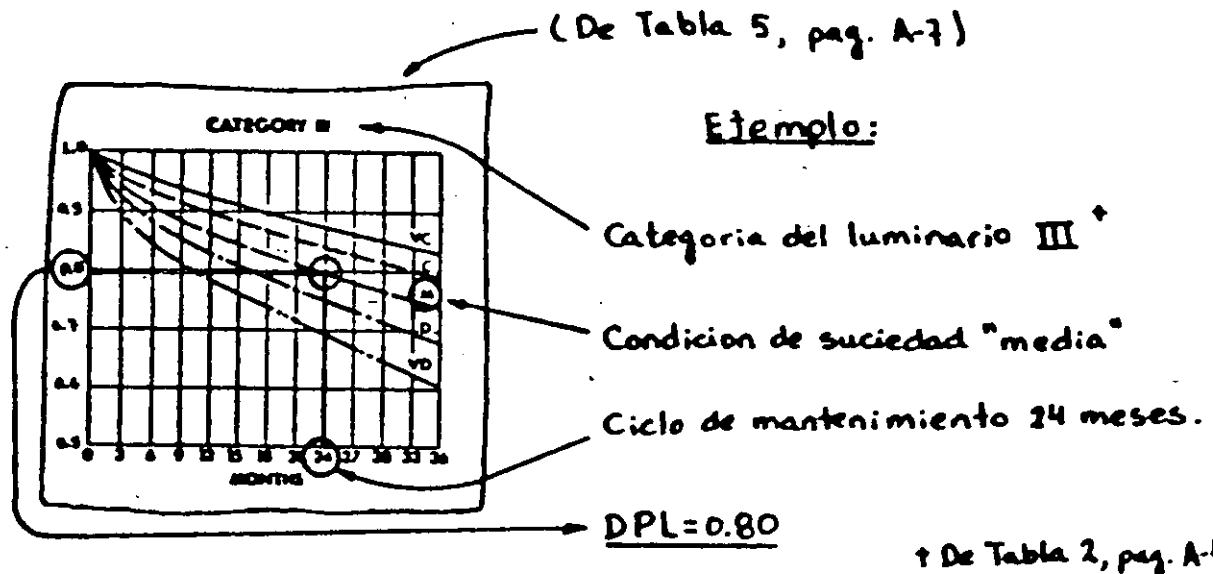 (De Tabla 5, pag. A-7)
Ejemplo:
CATEGORY III
Categoria del luminario III †
Condicion de suciedad "media"
Ciclo de mantenimiento 24 meses.
DPL=0.80
† De Tabla 2, pag.
1.0
0.9
0.8
0.7
0.6
0.5
VC
C
M
D
VD
0 3 6 9 12 15 18 21 24 27 30 33 36
MONTHS